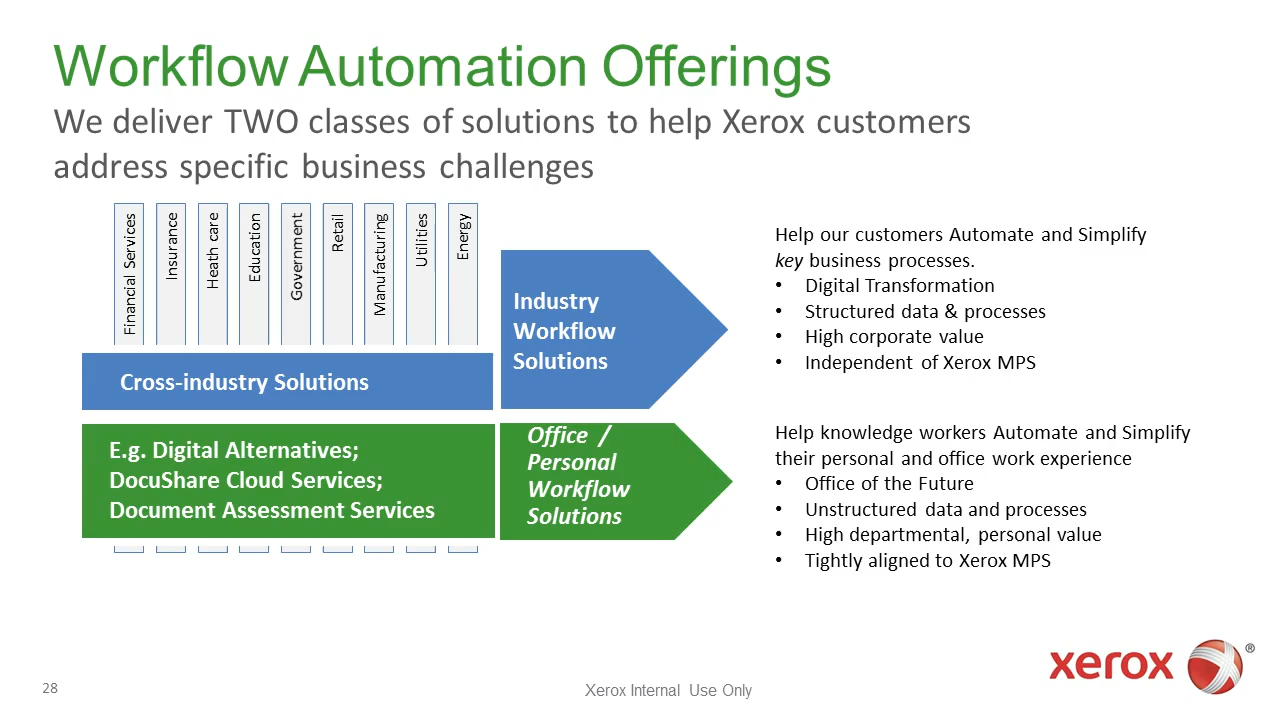 Workflow Automation Offerings
We deliver TWO classes of solutions to help Xerox customers
address specific business challenges
Financial Services
Insurance
Heath care
Education
Government
Retail
Manufacturing
Utilities
Energy
Cross-industry Solutions
Industry
Workflow
Solutions
Help our customers Automate and Simplify
key business processes.
• Digital Transformation
• Structured data & processes
• High corporate value
• Independent of Xerox MPS
E.g. Digital Alternatives;
DocuShare Cloud Services;
Document Assessment Services
Office /
Personal
Workflow
Solutions
Help knowledge workers Automate and Simplify
their personal and office work experience
• Office of the Future
• Unstructured data and processes
• High departmental, personal value
• Tightly aligned to Xerox MPS
28
Xerox Internal Use Only
xerox ®